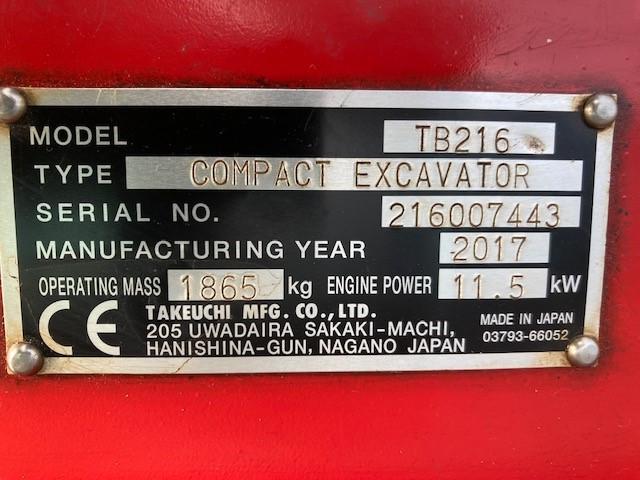 MODEL TB216
TYPE COMPACT EXCAVATOR
SERIAL NO. 216007443
MANUFACTURING YEAR 2017
OPERATING MASS 1865 kg ENGINE POWER 11.5 kW
CE TAKEUCHI MFG. CO., LTD.
205 UWADAIRA SAKAKI-MACHI,
HANISHINA-GUN, NAGANO JAPAN
MADE IN JAPAN
03793-66052